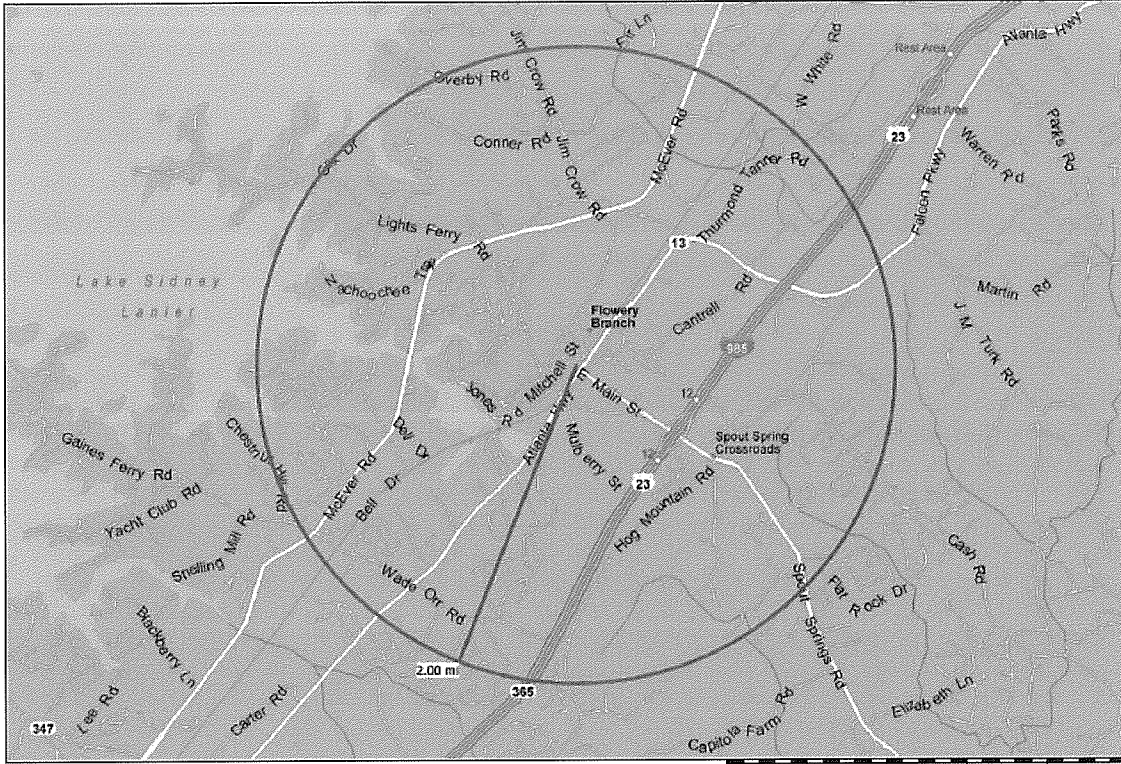 Fir Ln
Jim Crow Rd
Overby Rd
W White Rd
Rest Area
Atlanta Hwy
Rest Area
23
Parks Rd
Warren Rd
Conner Rd
Jim Crow Rd
McEver Rd
Thurmond Tanner Rd
Falcon Pkwy
Lights Ferry Rd
13
Nachoochee Trl
Lake Sidney
Lanier
Martin Rd
J M Turk Rd
Flowery
Branch
Cantrell Rd
985
Mitchell St
E Main St
Jones Rd
12
Atlanta Hwy
Mulberry St
Spout Spring
Crossroads
12
23
Hog Mountain Rd
Chestnut Hill Rd
Dell Dr
Gaines Ferry Rd
McEver Rd
Bell Dr
Yacht Club Rd
Shelling Mill Rd
Cash Rd
Flat Rock Dr
Wade Orr Rd
Spout Springs Rd
Blackberry Ln
2.00 mi
365
Lee Rd
347
Carter Rd
Elizabeth Ln
Capitola Farm Rd